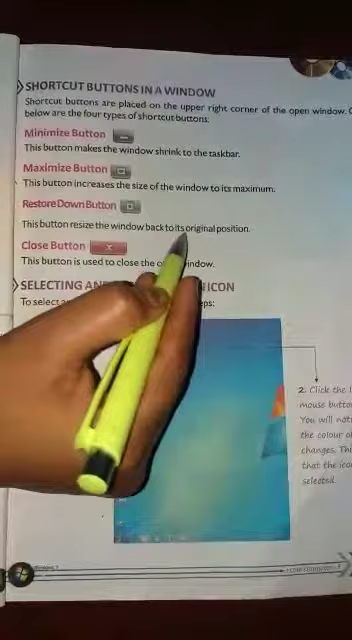 SHORTCUT BUTTONS IN A WINDOW
Shortcut buttons are placed on the upper right corner of the open window.
below are the four types of shortcut buttons:
Minimize Button
This button makes the window shrink to the taskbar.
Maximize Button
This button increases the size of the window to its maximum.
Restore Down Button
This button resize the window back to its original position.
Close Button
This button is used to close the window.
SELECTING AN ICON
To select
2. Click the
mouse butto
You will not
the colour o
changes. Thi
that the ico
selected.
Windows 7